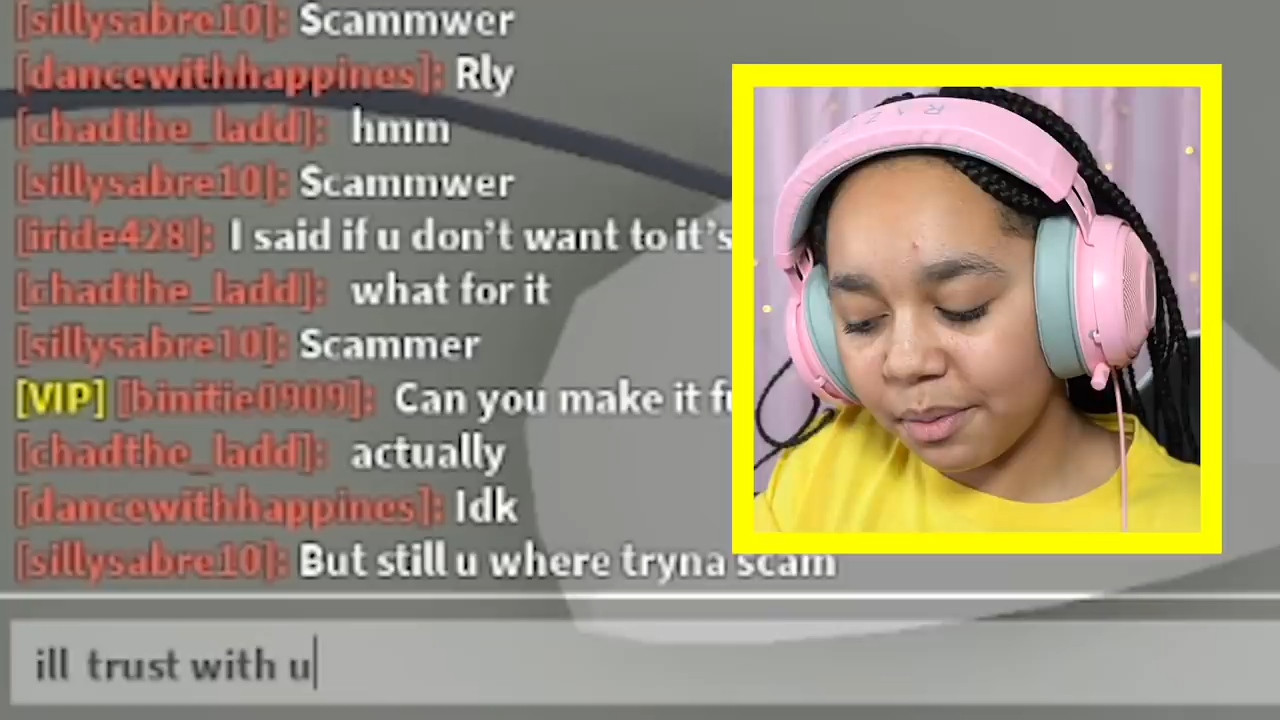 [sillysabre10]: Scammwer
[dancewithhappines]: Rly
[chadthe_ladd]: hmm
[sillysabre10]: Scammwer
[iride428]: I said if u don't want to it's
[chadthe_ladd]: what for it
[sillysabre10]: Scammer
[VIP] [binitie0909]: Can you make it
[chadthe_ladd]: actually
[dancewithhappines]: Idk
[sillysabre10]: But still u where tryna scam
ill trust with u